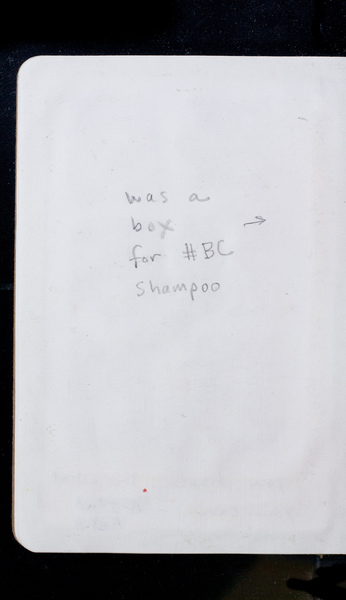 was a
box →
for #BC
shampoo